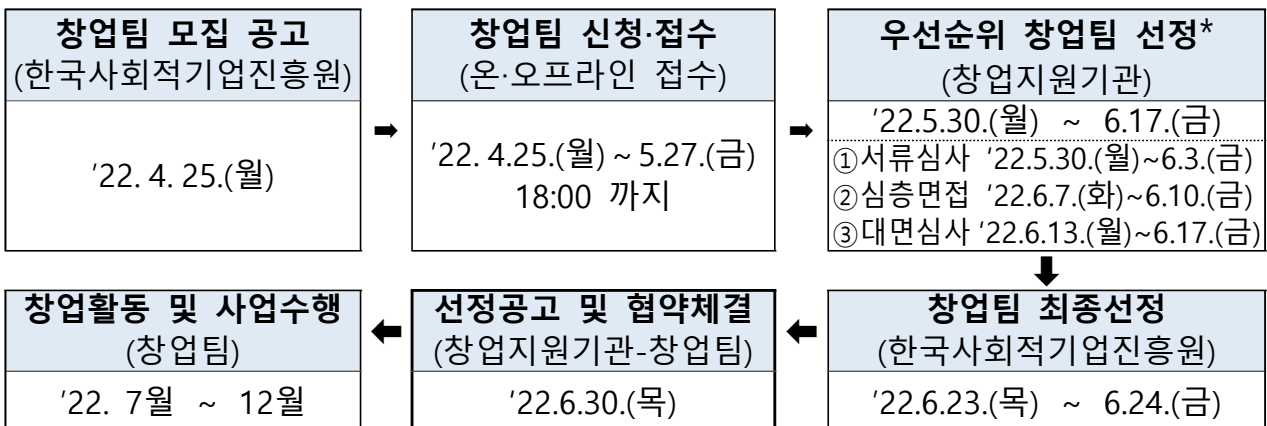 창업팀 모집 공고
(한국사회적기업진흥원)
'22. 4. 25.(월)
창업팀 신청·접수
(온·오프라인 접수)
'22. 4.25.(월) ~ 5.27.(금)
18:00 까지
우선순위 창업팀 선정*
(창업지원기관)
'22.5.30.(월) ~ 6.17.(금)
①서류심사 '22.5.30.(월)~6.3.(금)
②심층면접 '22.6.7.(화)~6.10.(금)
③대면심사 '22.6.13.(월)~6.17.(금)
창업팀 최종선정
(한국사회적기업진흥원)
'22.6.23.(목) ~ 6.24.(금)
선정공고 및 협약체결
(창업지원기관-창업팀)
'22.6.30.(목)
창업활동 및 사업수행
(창업팀)
'22. 7월 ~ 12월